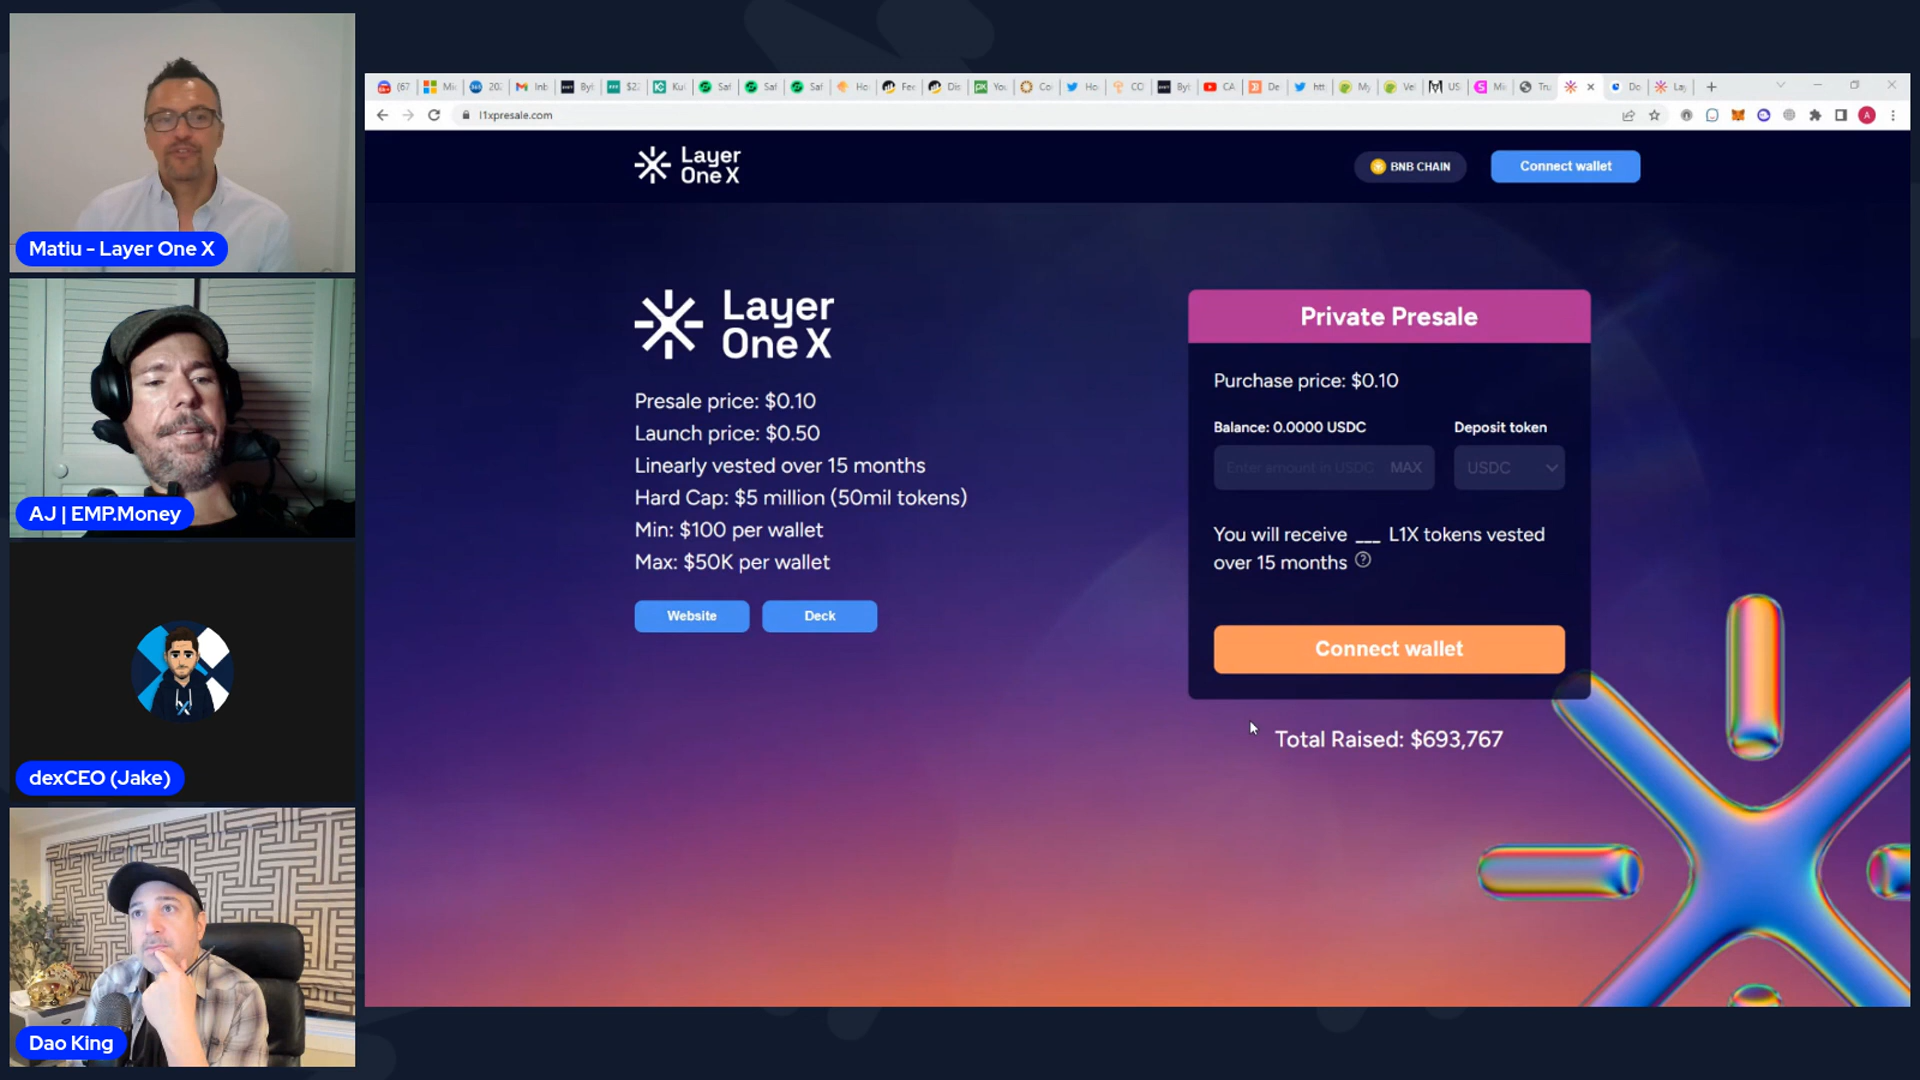 Matiu - Layer One X
AJ | EMP.Money
dexCEO (Jake)
Dao King
l1xpresale.com
Layer
One X
BNB CHAIN
Connect wallet
Layer
One X
Presale price: $0.10
Launch price: $0.50
Linearly vested over 15 months
Hard Cap: $5 million (50mil tokens)
Min: $100 per wallet
Max: $50K per wallet
Website
Deck
Private Presale
Purchase price: $0.10
Balance: 0.0000 USDC
Deposit token
Enter amount in USDC
MAX
USDC
You will receive ___ L1X tokens vested
over 15 months
Connect wallet
Total Raised: $693,767